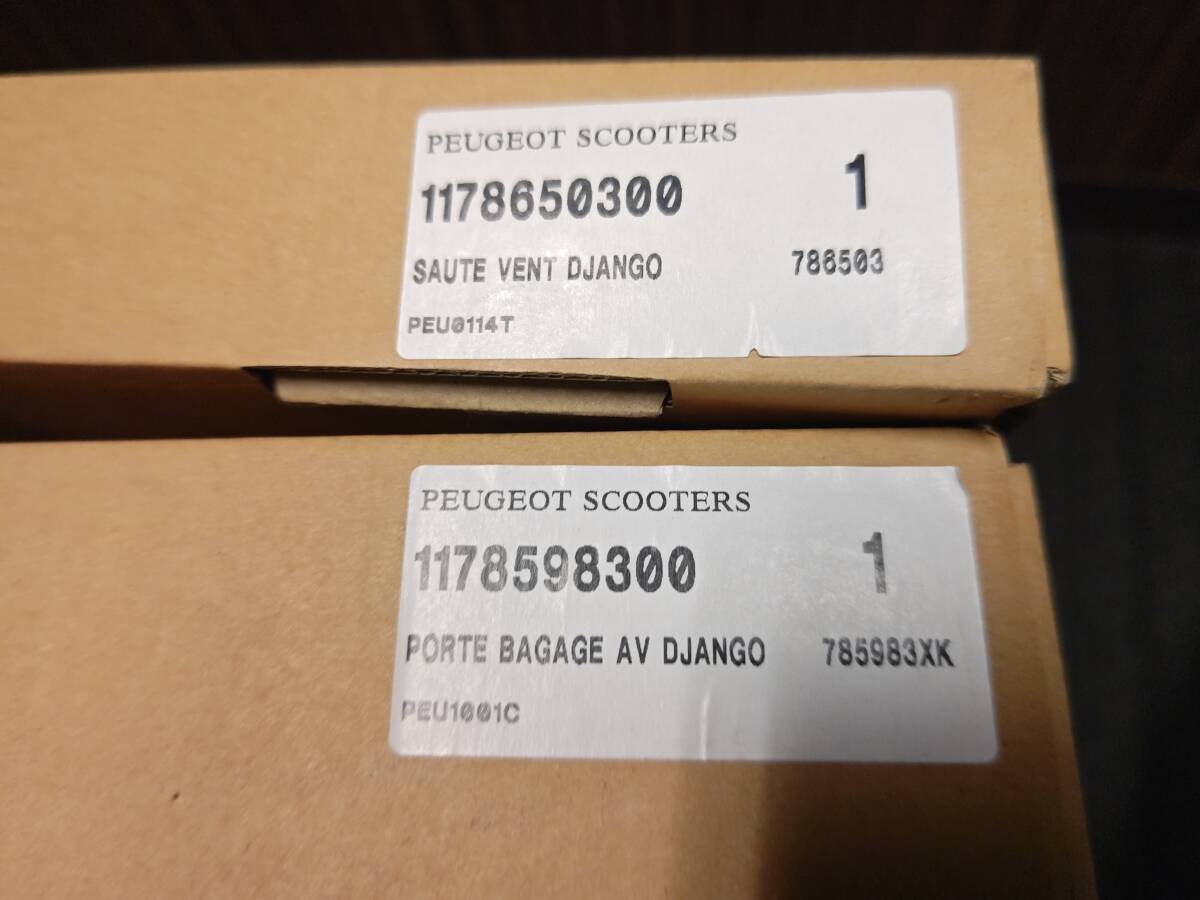 PEUGEOT SCOOTERS
1178650300 1
SAUTE VENT DJANGO 786503
PEU0114T
PEUGEOT SCOOTERS
1178598300 1
PORTE BAGAGE AV DJANGO 785983XK
PEU1001C